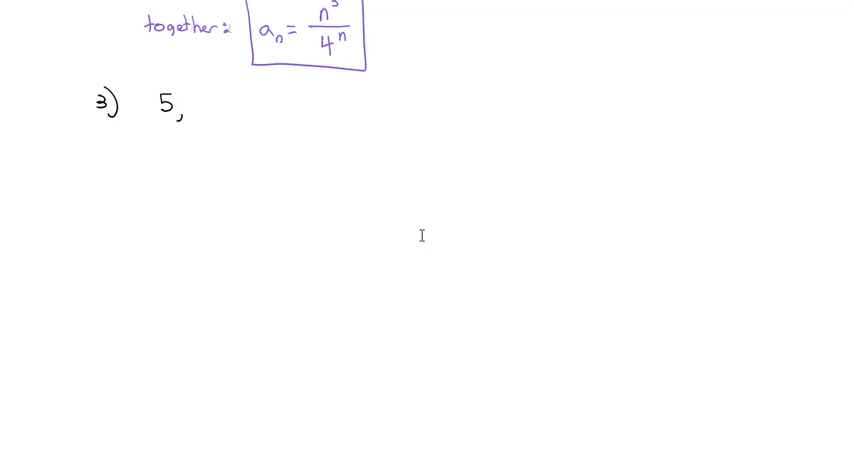 together: aₙ = n³/4ⁿ
3) 5,